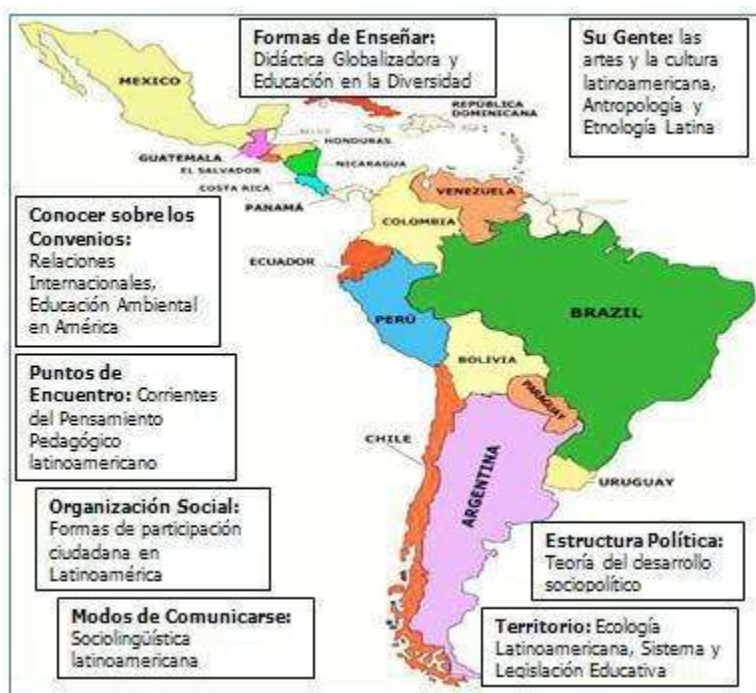 Formas de Enseñar:
Didáctica Globalizadora y
Educación en la Diversidad
Su Gente: las
artes y la cultura
latinoamericana,
Antropología y
Etnología Latina
MEXICO
REPÚBLICA
DOMINICANA
HONDURAS
GUATEMALA
NICARAGUA
EL SALVADOR
COSTA RICA
PANAMÁ
VENEZUELA
COLOMBIA
Conocer sobre los
Convenios:
Relaciones
Internacionales,
Educación Ambiental
en América
ECUADOR
PERÚ
BRAZIL
BOLIVIA
Puntos de
Encuentro: Corrientes
del Pensamiento
Pedagógico
latinoamericano
PARAGUAY
CHILE
ARGENTINA
URUGUAY
Organización Social:
Formas de participación
ciudadana en
Latinoamérica
Estructura Política:
Teoría del desarrollo
sociopolítico
Modos de Comunicarse:
Sociolingüística
latinoamericana
Territorio: Ecología
Latinoamericana, Sistema y
Legislación Educativa